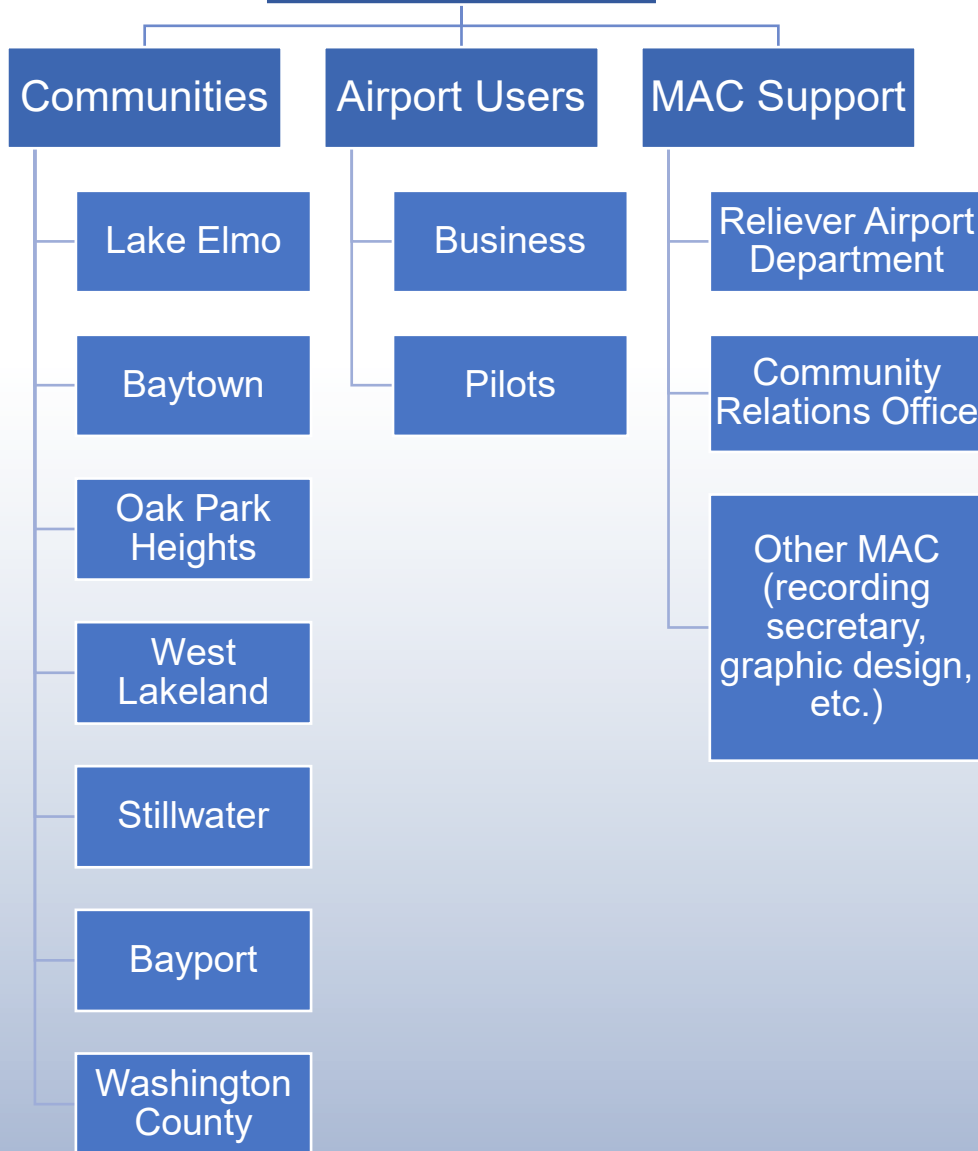 Communities
Lake Elmo
Baytown
Oak Park
Heights
West
Lakeland
Stillwater
Bayport
Washington
County
Airport Users
Business
Pilots
MAC Support
Reliever Airport
Department
Community
Relations Office
Other MAC
(recording
secretary,
graphic design,
etc.)